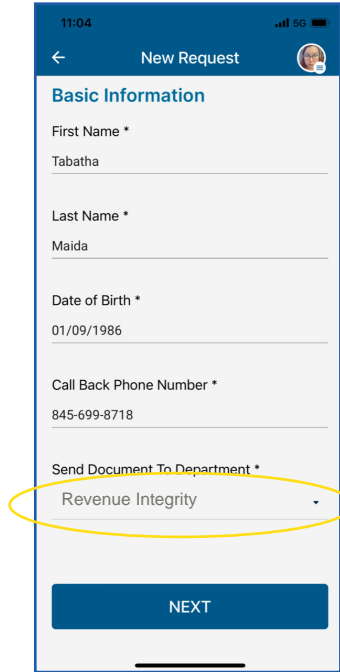 11:04
5G
New Request
Basic Information
First Name *
Tabatha
Last Name *
Maida
Date of Birth *
01/09/1986
Call Back Phone Number *
845-699-8718
Send Document To Department *
Revenue Integrity
NEXT